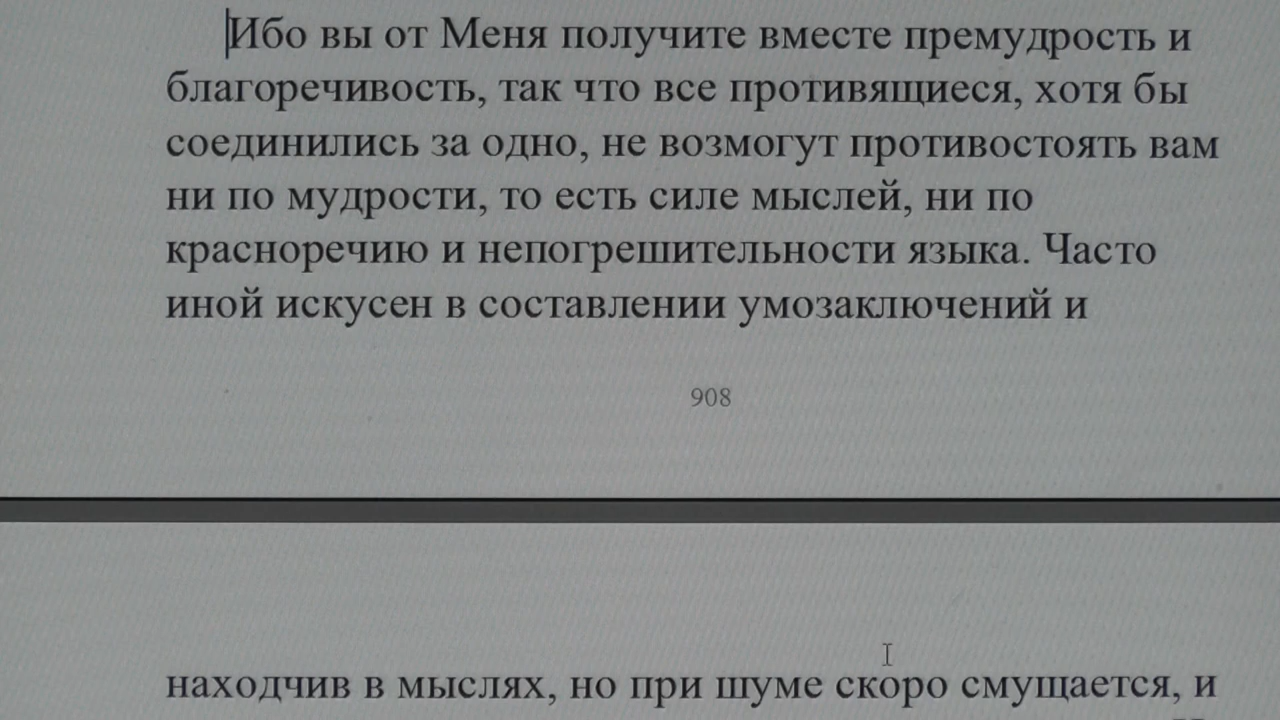 Ибо вы от Меня получите вместе премудрость и
благоречивость, так что все противящиеся, хотя бы
соединились за одно, не возмогут противостоять вам
ни по мудрости, то есть силе мыслей, ни по
красноречию и непогрешительности языка. Часто
иной искусен в составлении умозаключений и
908
находчив в мыслях, но при шуме скоро смущается, и